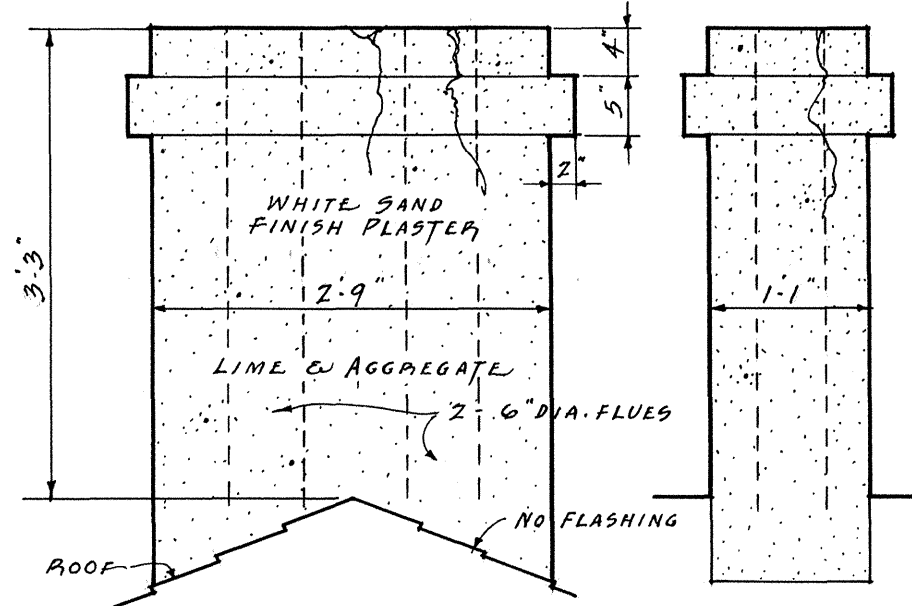 4"
5"
2"
WHITE SAND
FINISH PLASTER
3'-3"
2'-9"
1'-1"
LIME & AGGREGATE
2 - 6" DIA. FLUES
NO FLASHING
ROOF